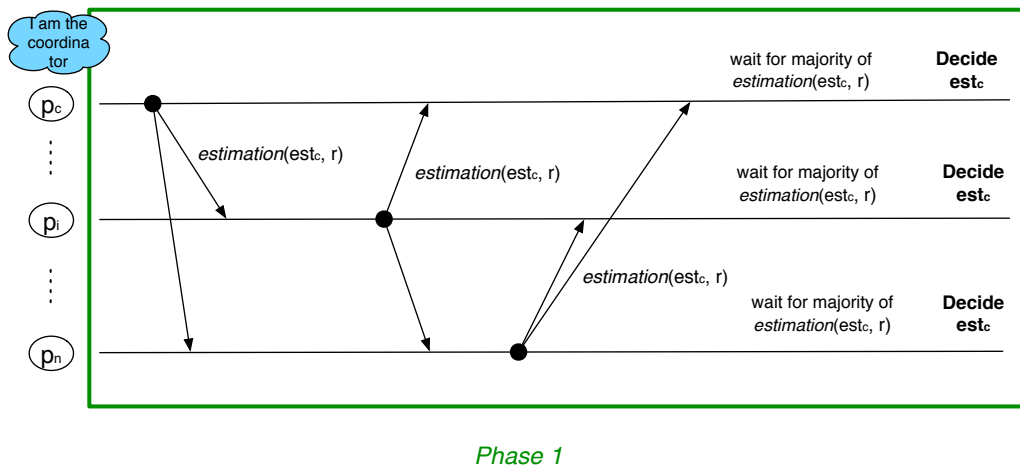 I am the
coordina
tor
wait for majority of
estimation(estc, r)
Decide
estc
pc
estimation(estc, r)
estimation(estc, r)
wait for majority of
estimation(estc, r)
Decide
estc
pi
estimation(estc, r)
wait for majority of
estimation(estc, r)
Decide
estc
pn
Phase 1